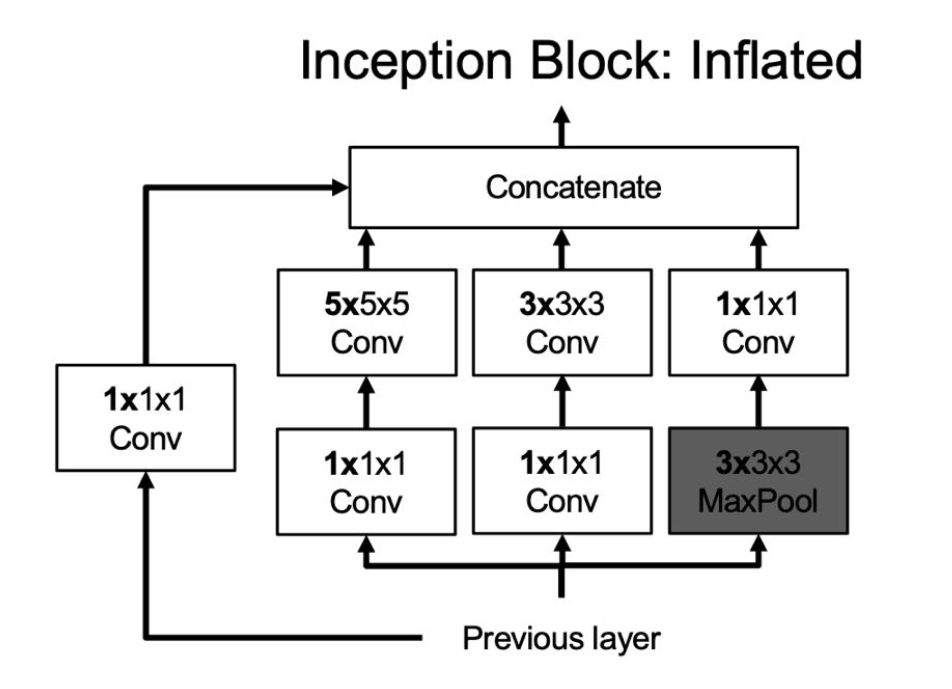 Inception Block: Inflated
Concatenate
5x5x5
Conv
3x3x3
Conv
1x1x1
Conv
1x1x1
Conv
1x1x1
Conv
1x1x1
Conv
3x3x3
MaxPool
Previous layer